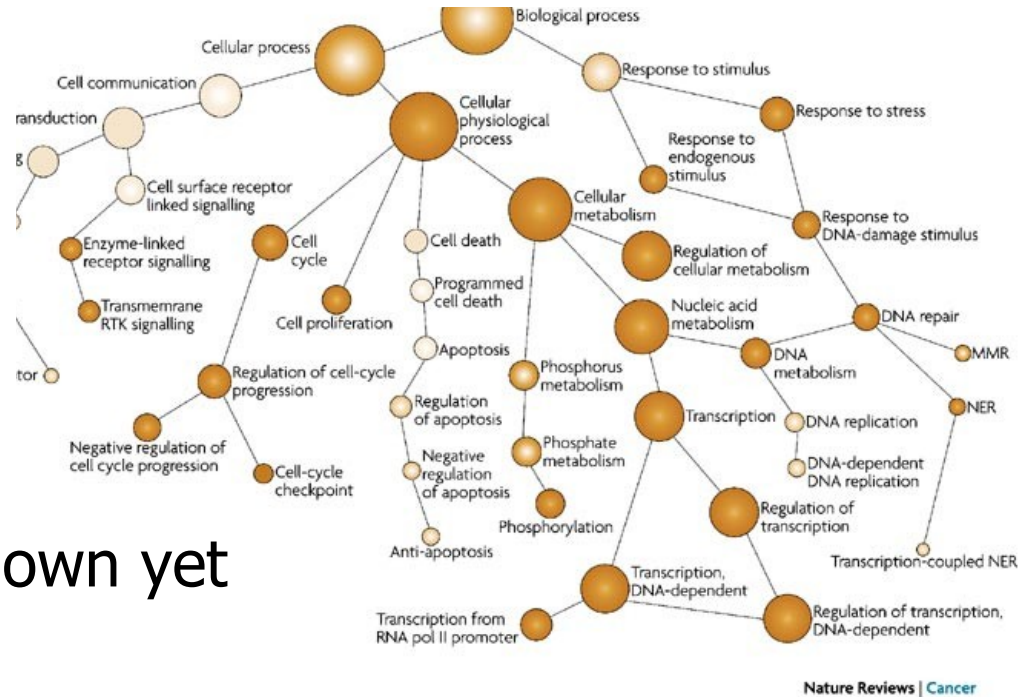 Biological process
Cellular process
Cell communication
Response to stimulus
ransduction
Cellular
physiological
process
Response to stress
Response to
endogenous
stimulus
g
Cell surface receptor
linked signalling
Cellular
metabolism
Response to
DNA-damage stimulus
Enzyme-linked
receptor signalling
Cell
cycle
Cell death
Regulation of
cellular metabolism
Programmed
cell death
Transmemrane
RTK signalling
Cell proliferation
Nucleic acid
metabolism
DNA repair
Apoptosis
DNA
metabolism
MMR
tor
Regulation of cell-cycle
progression
Phosphorus
metabolism
Regulation
of apoptosis
Transcription
DNA replication
NER
Negative regulation of
cell cycle progression
Cell-cycle
checkpoint
Negative
regulation
of apoptosis
Phosphate
metabolism
DNA-dependent
DNA replication
Phosphorylation
Regulation of
transcription
Anti-apoptosis
Transcription-coupled NER
own yet
Transcription,
DNA-dependent
Transcription from
RNA pol II promoter
Regulation of transcription,
DNA-dependent
Nature Reviews | Cancer